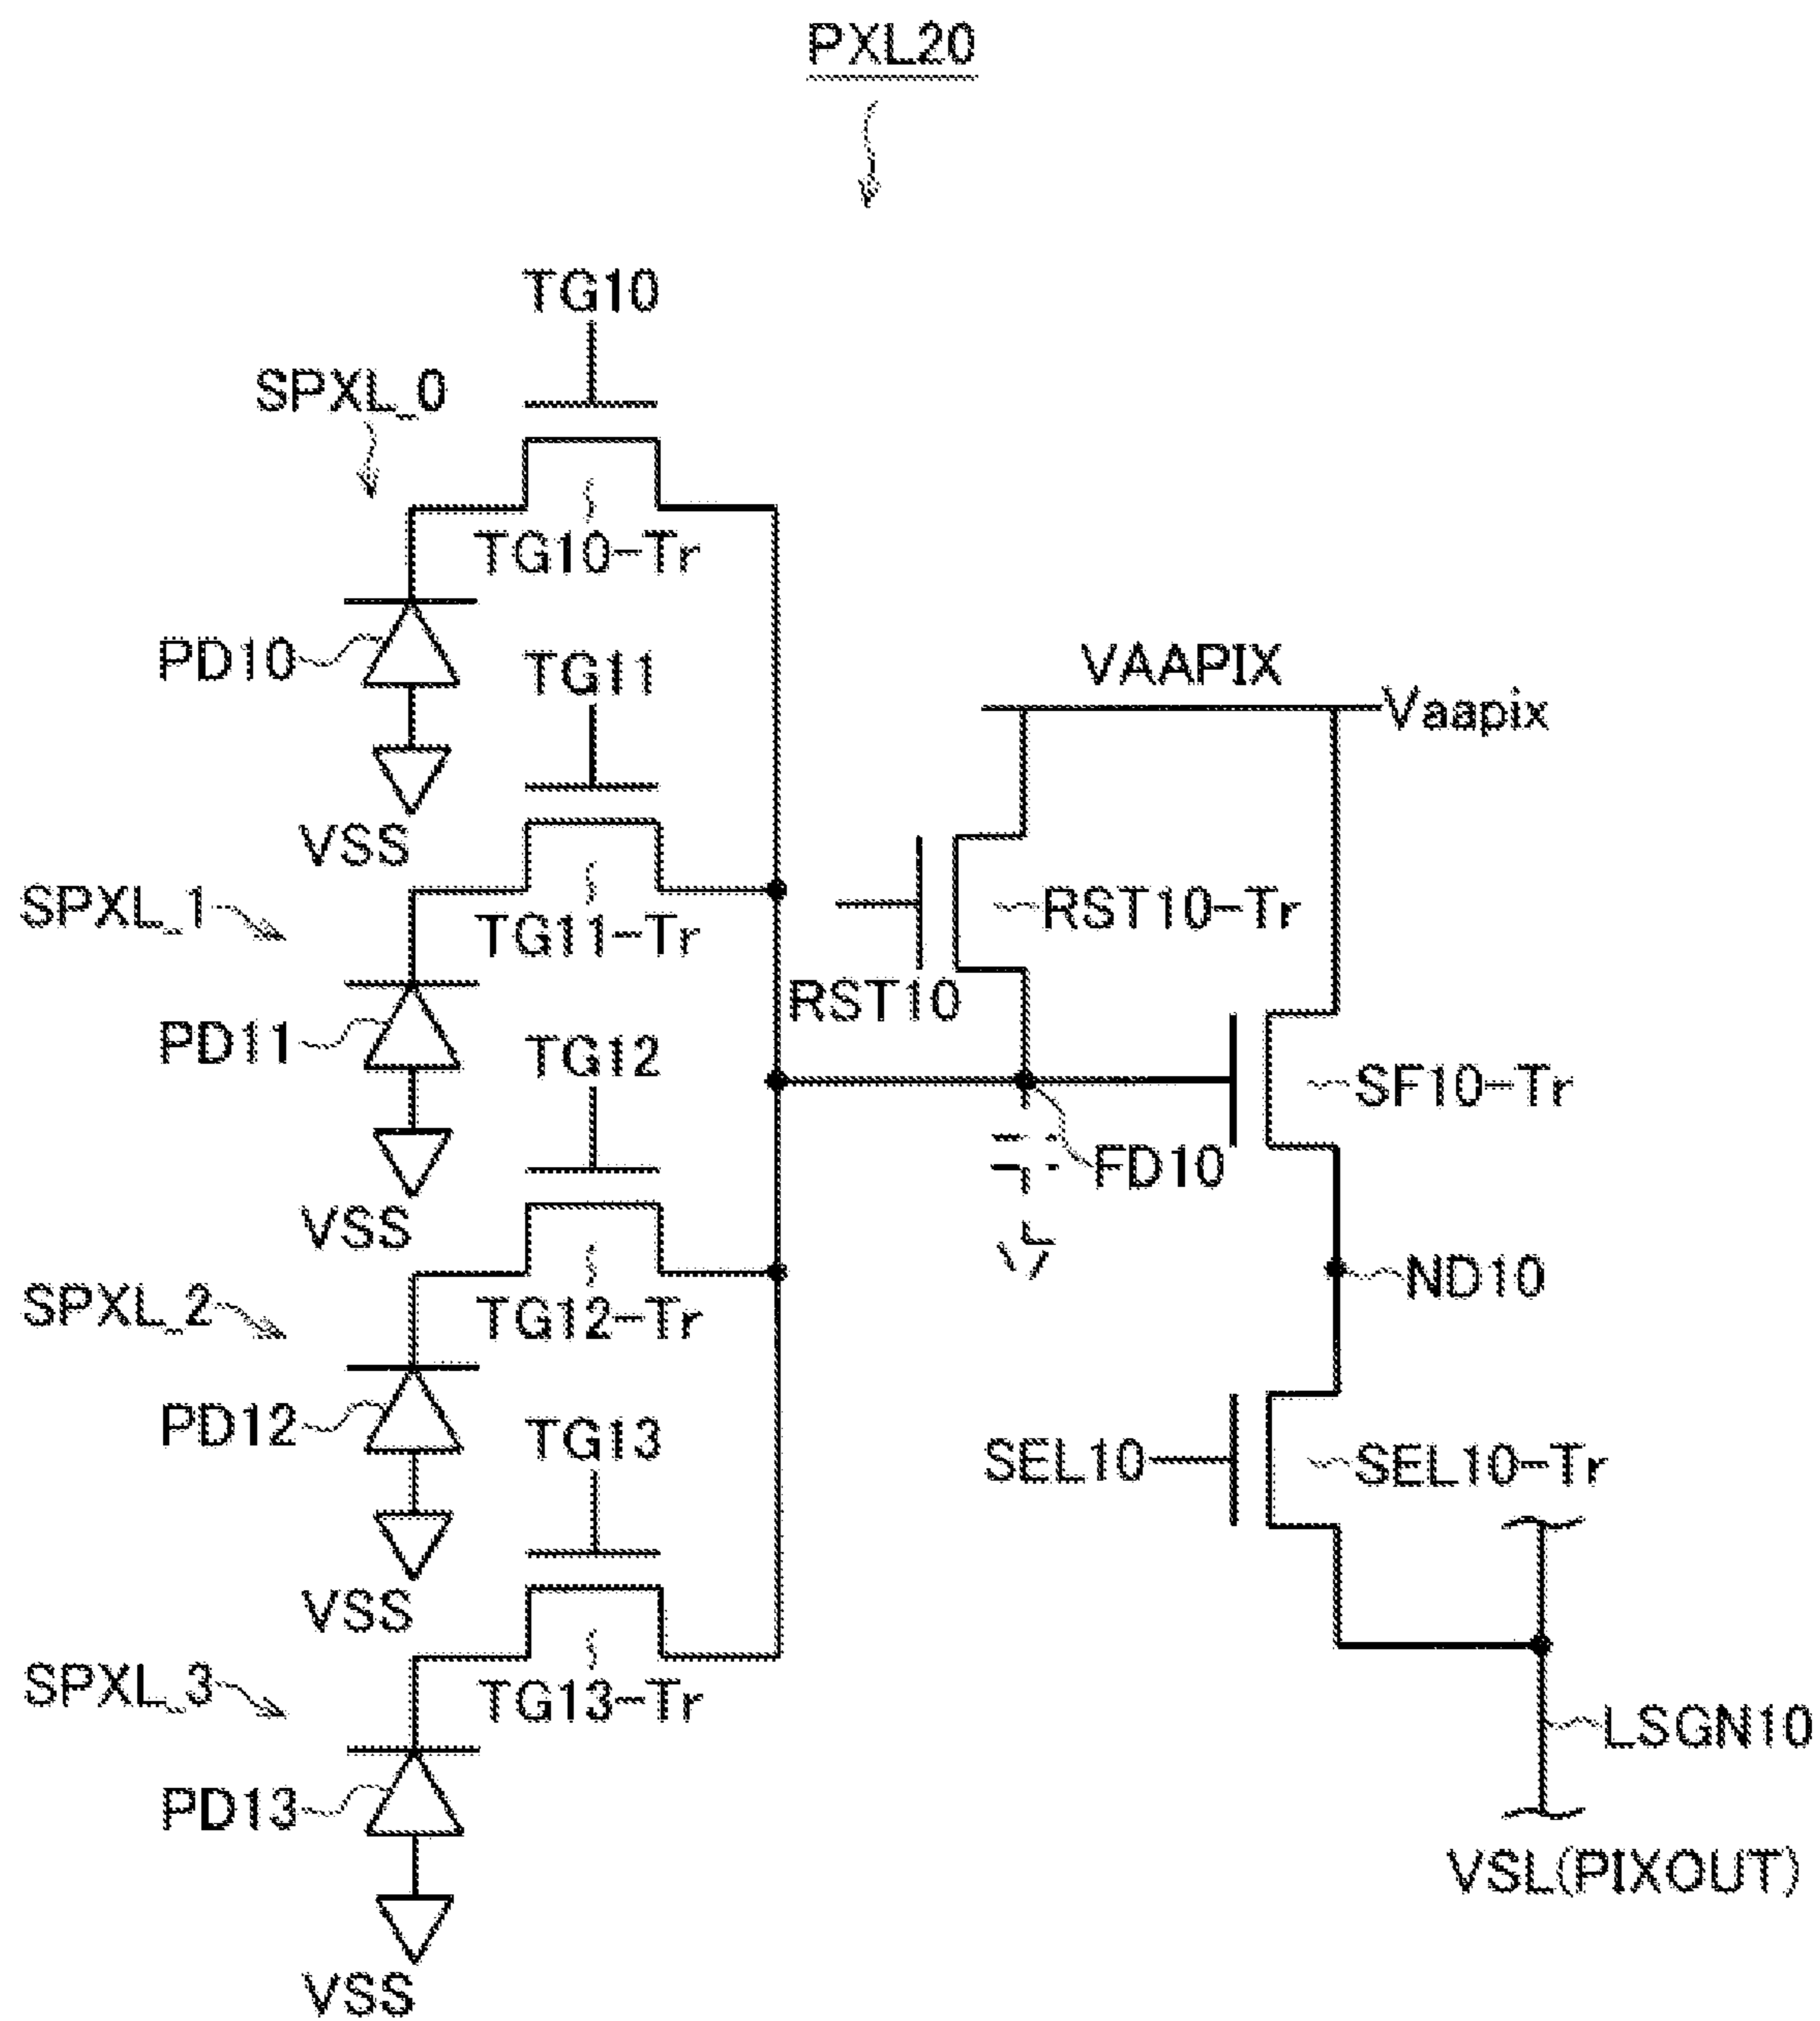 PXL20
TG10
SPXL_0
TG10-Tr
PD10
TG11
VAAPIX
Vaapix
VSS
SPXL_1
TG11-Tr
RST10-Tr
RST10
PD11
TG12
SF10-Tr
FD10
VSS
SPXL_2
TG12-Tr
ND10
PD12
TG13
SEL10
SEL10-Tr
VSS
SPXL_3
TG13-Tr
LSGN10
PD13
VSL(PIXOUT)
VSS